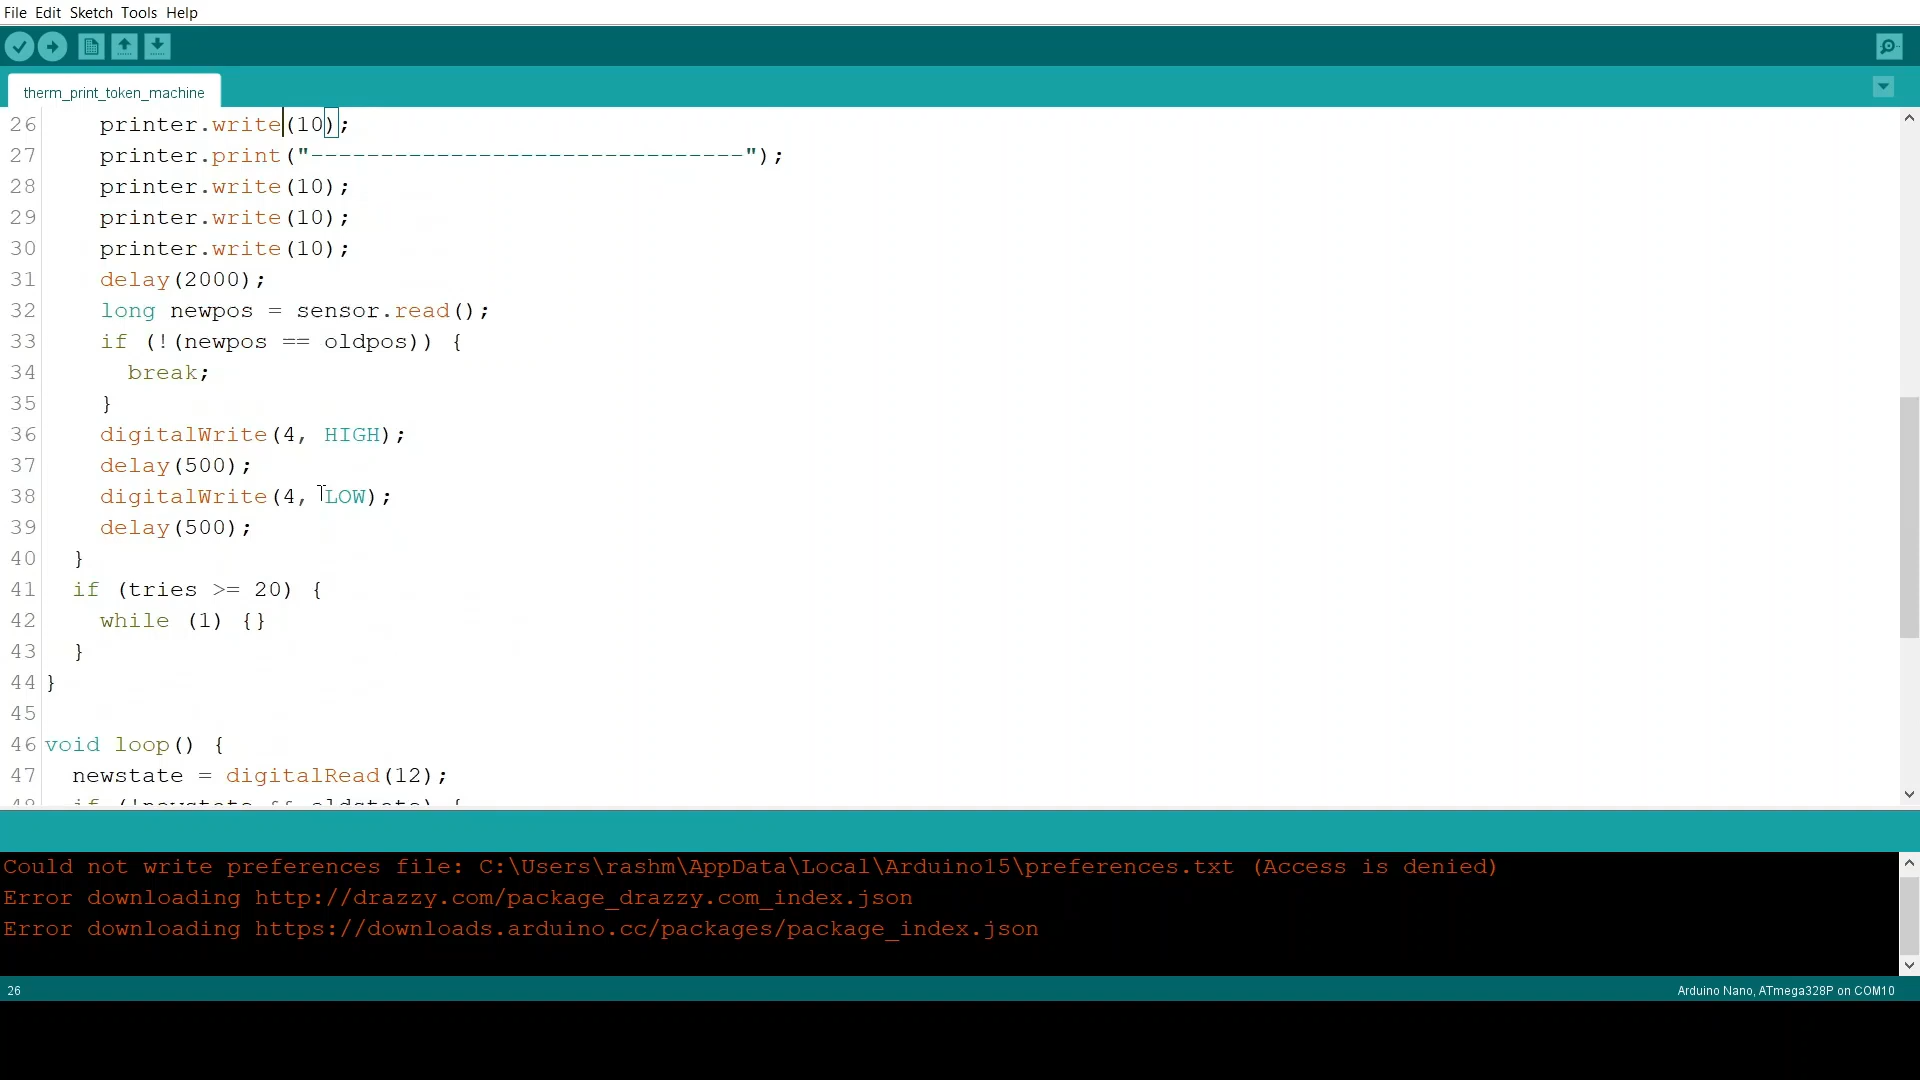 File Edit Sketch Tools Help
therm_print_token_machine
26 printer.write(10);
27 printer.print("-------------------------------");
28 printer.write(10);
29 printer.write(10);
30 printer.write(10);
31 delay(2000);
32 long newpos = sensor.read();
33 if (!(newpos == oldpos)) {
34 break;
35 }
36 digitalWrite(4, HIGH);
37 delay(500);
38 digitalWrite(4, LOW);
39 delay(500);
40 }
41 if (tries >= 20) {
42 while (1) {}
43 }
44 }
45
46 void loop() {
47 newstate = digitalRead(12);
48 if (!newstate && oldstate) {
Could not write preferences file: C:\Users\rashm\AppData\Local\Arduino15\preferences.txt (Access is denied)
Error downloading http://drazzy.com/package_drazzy.com_index.json
Error downloading https://downloads.arduino.cc/packages/package_index.json
26
Arduino Nano, ATmega328P on COM10